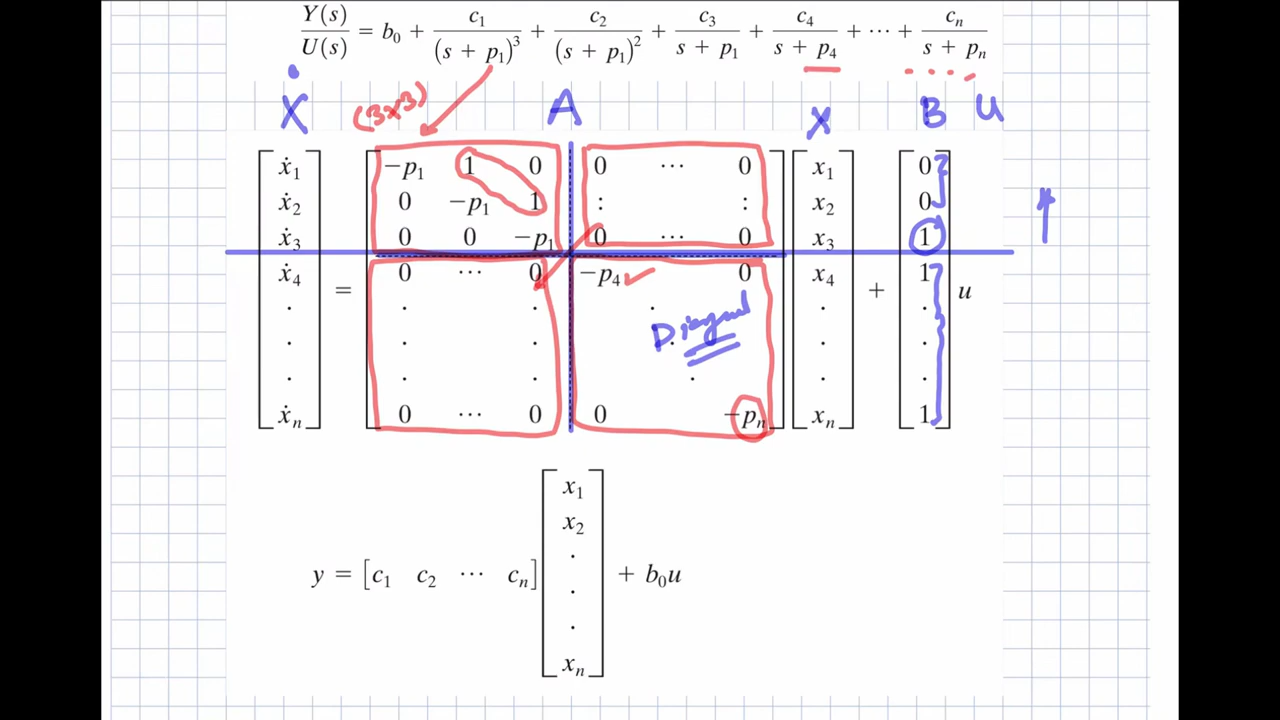 Y(s)/U(s) = b₀ + c₁/(s + p₁)³ + c₂/(s + p₁)² + c₃/(s + p₁) + c₄/(s + p₄) + ⋯ + cₙ/(s + pₙ)
Ẋ (3x3) A X B U
ẋ₁ −p₁ 1 0 0 ⋯ 0 x₁ 0
ẋ₂ 0 −p₁ 1 : : x₂ 0
ẋ₃ 0 0 −p₁ 0 ⋯ 0 x₃ 1
ẋ₄ 0 ⋯ 0 −p₄ 0 x₄ 1
· = · · · · + · u
· · · Diagonal · ·
· · · · · ·
ẋₙ 0 ⋯ 0 0 −pₙ xₙ 1
x₁
x₂
·
y = [c₁ c₂ ⋯ cₙ] · + b₀u
·
xₙ